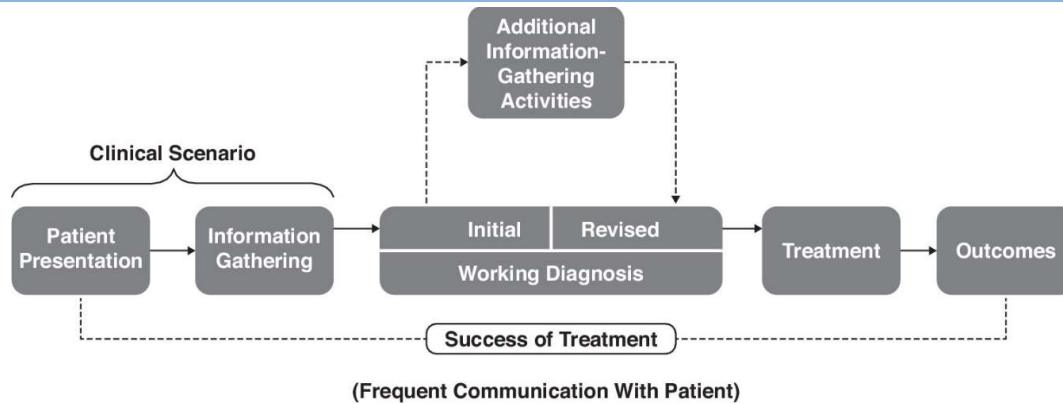 Additional
Information-
Gathering
Activities
Clinical Scenario
Patient
Presentation
Information
Gathering
Initial
Revised
Working Diagnosis
Treatment
Outcomes
Success of Treatment
(Frequent Communication With Patient)